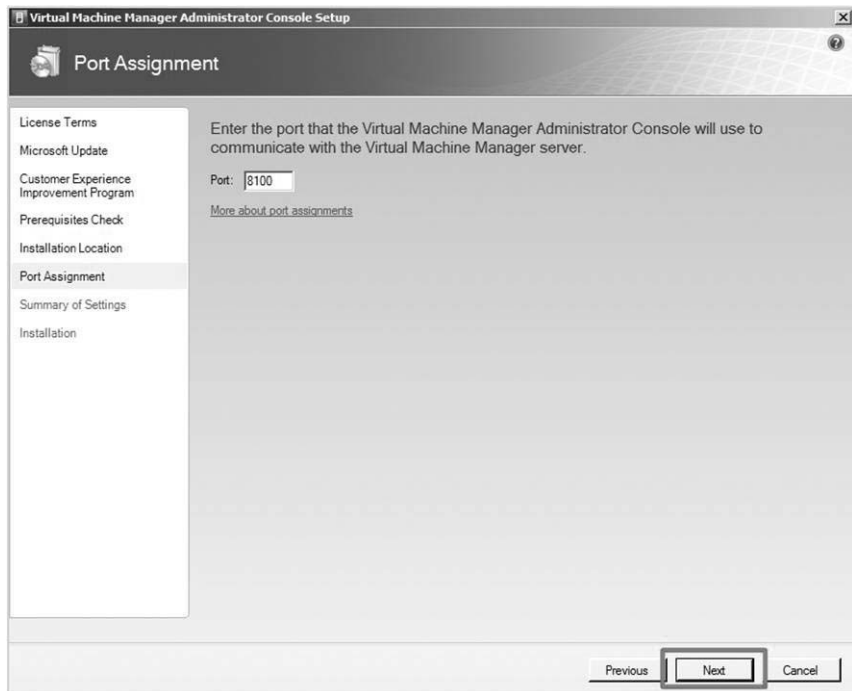 Virtual Machine Manager Administrator Console Setup
Port Assignment
License Terms
Microsoft Update
Customer Experience
Improvement Program
Prerequisites Check
Installation Location
Port Assignment
Summary of Settings
Installation
Enter the port that the Virtual Machine Manager Administrator Console will use to
communicate with the Virtual Machine Manager server.
Port: 8100
More about port assignments
Previous
Next
Cancel